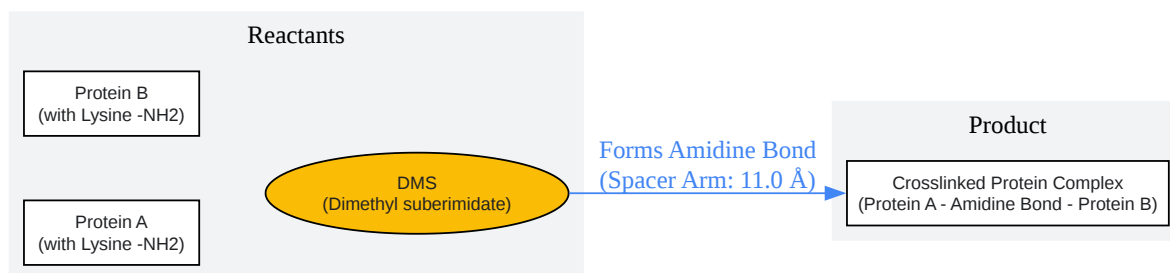 Reactants
Protein B
(with Lysine -NH2)
Protein A
(with Lysine -NH2)
DMS
(Dimethyl suberimidate)
Forms Amidine Bond
(Spacer Arm: 11.0 Å)
Product
Crosslinked Protein Complex
(Protein A - Amidine Bond - Protein B)